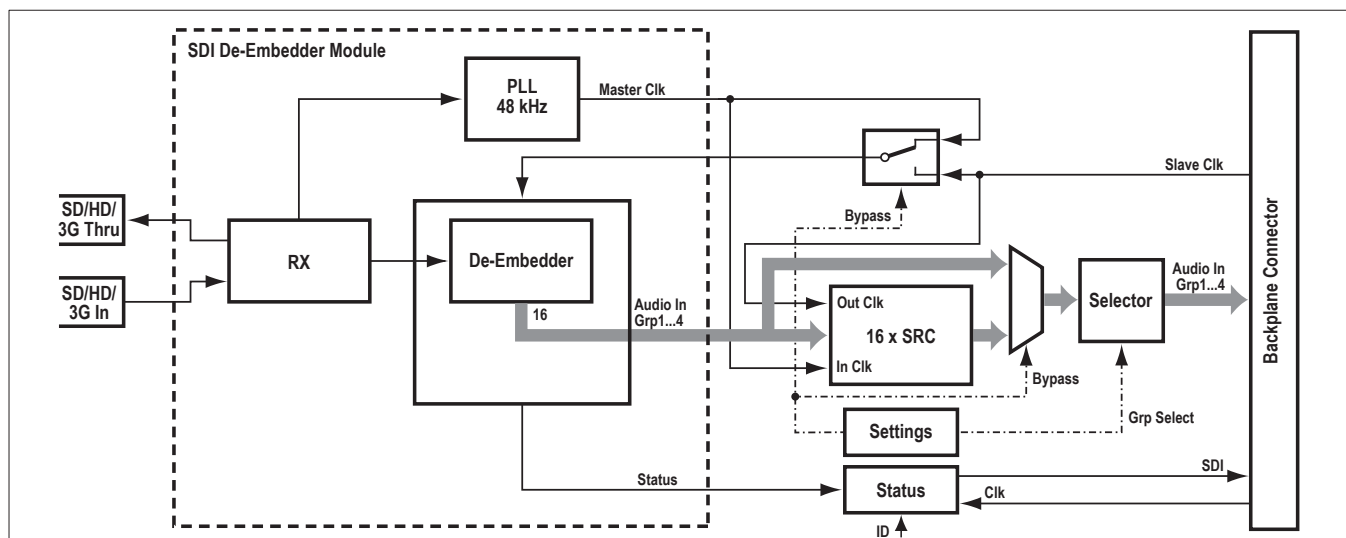 SDI De-Embedder Module
PLL
48 kHz
Master Clk
Slave Clk
SD/HD/
3G Thru
SD/HD/
3G In
RX
De-Embedder
16
Audio In
Grp1...4
Bypass
Out Clk
16 x SRC
In Clk
Bypass
Selector
Audio In
Grp1...4
Backplane Connector
Settings
Grp Select
Status
Status
SDI
Clk
ID